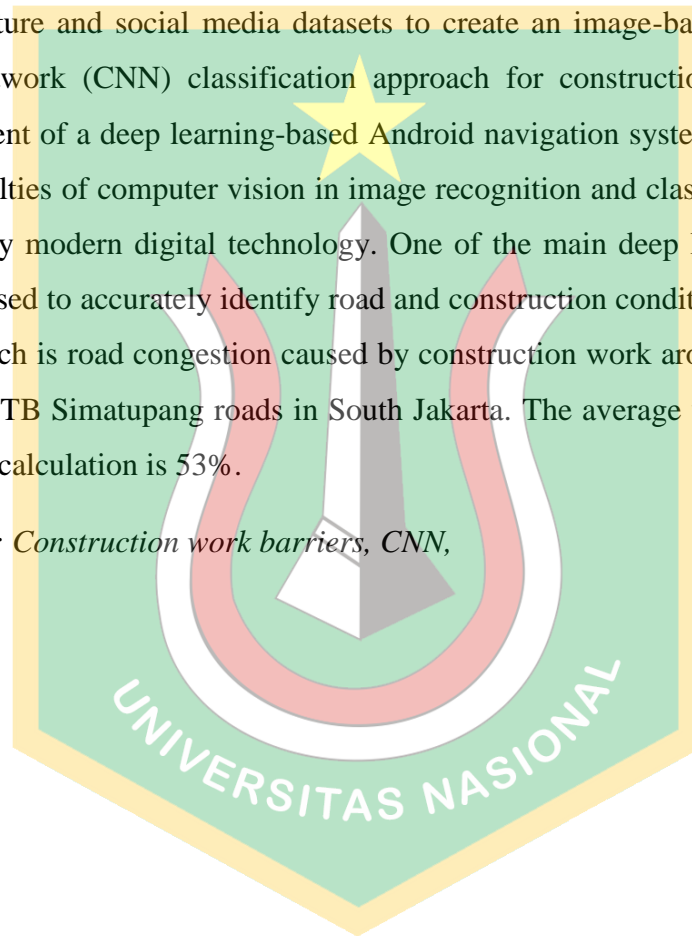 ture and social media datasets to create an image-ba
work (CNN) classification approach for constructio
ent of a deep learning-based Android navigation syste
lties of computer vision in image recognition and clas
y modern digital technology. One of the main deep
sed to accurately identify road and construction condit
ch is road congestion caused by construction work aro
TB Simatupang roads in South Jakarta. The average
calculation is 53%.
: Construction work barriers, CNN,
UNIVERSITAS NASIONAL